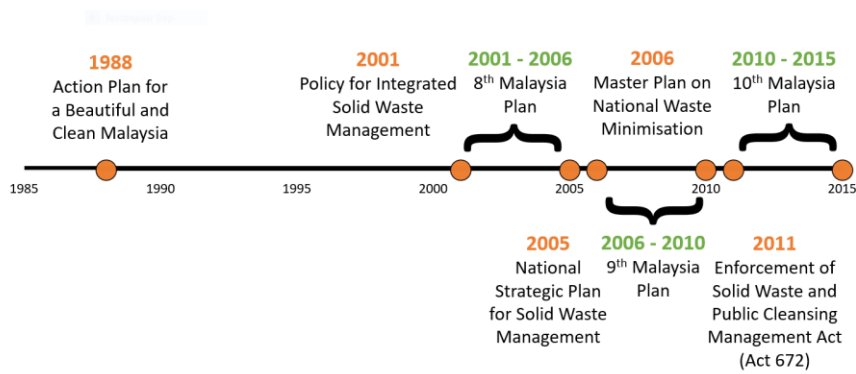 1988
Action Plan for
a Beautiful and
Clean Malaysia
2001
Policy for Integrated
Solid Waste
Management
2001 - 2006
8th Malaysia
Plan
2006
Master Plan on
National Waste
Minimisation
2010 - 2015
10th Malaysia
Plan
1985
1990
1995
2000
2005
2010
2015
2005
National
Strategic Plan
for Solid Waste
Management
2006 - 2010
9th Malaysia
Plan
2011
Enforcement of
Solid Waste and
Public Cleansing
Management Act
(Act 672)